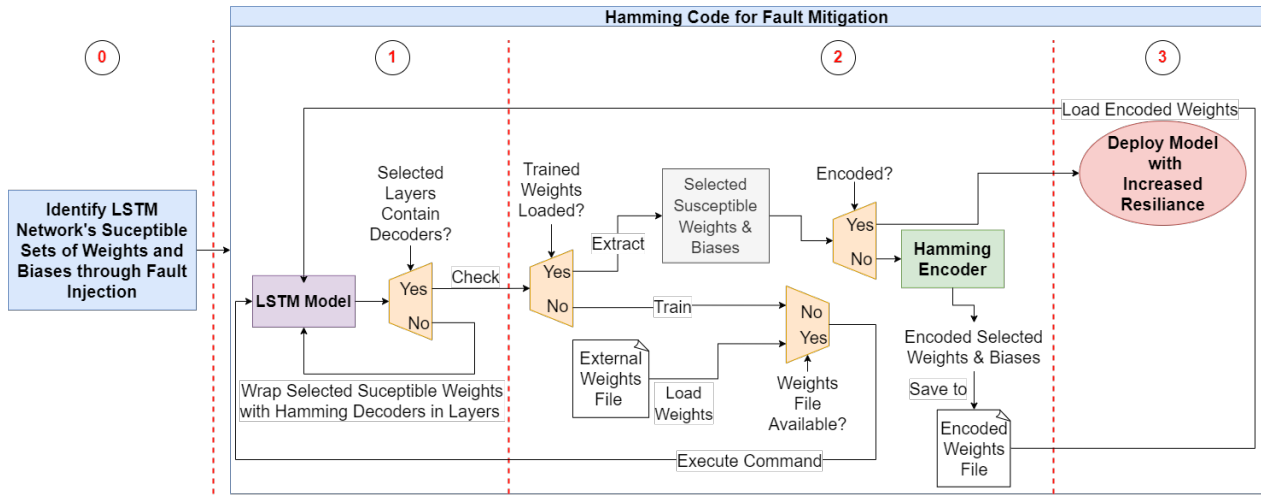 Hamming Code for Fault Mitigation
0
1
2
3
Identify LSTM
Network's Suceptible
Sets of Weights and
Biases through Fault
Injection
LSTM Model
Selected
Layers
Contain
Decoders?
Yes
No
Check
Wrap Selected Suceptible Weights
with Hamming Decoders in Layers
Trained
Weights
Loaded?
Yes
No
Extract
Train
Selected
Susceptible
Weights &
Biases
External
Weights
File
Load
Weights
No
Yes
Weights
File
Available?
Execute Command
Encoded?
Yes
No
Hamming
Encoder
Encoded Selected
Weights & Biases
Save to
Encoded
Weights
File
Load Encoded Weights
Deploy Model
with
Increased
Resiliance